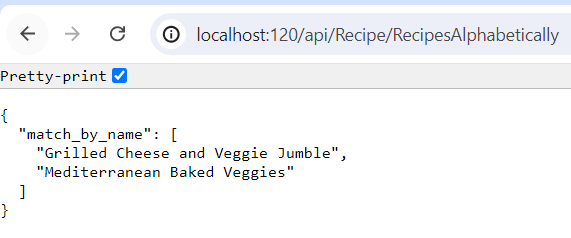 localhost:120/api/Recipe/RecipesAlphabetically
Pretty-print
{
"match_by_name": [
"Grilled Cheese and Veggie Jumble",
"Mediterranean Baked Veggies"
]
}